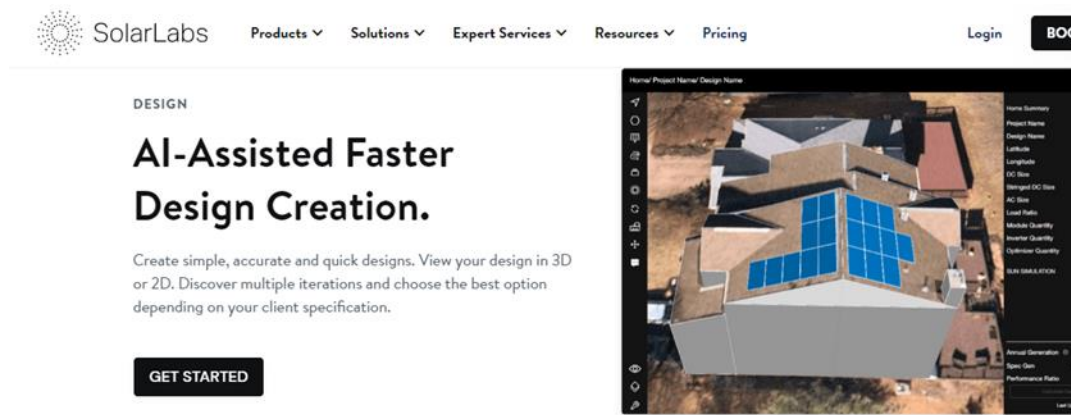 SolarLabs
Products
Solutions
Expert Services
Resources
Pricing
Login
DESIGN
AI-Assisted Faster
Design Creation.
Create simple, accurate and quick designs. View your design in 3D
or 2D. Discover multiple iterations and choose the best option
depending on your client specification.
GET STARTED
Home/ Project Name/ Design Name
Home Summary
Project Name
Design Name
Latitude
Longitude
DC Size
Stringed DC Size
AC Size
Load Ratio
Module Quantity
Inverter Quantity
Optimizer Quantity
SUN SIMULATION
Annual Generation
Spec Gen
Performance Ratio